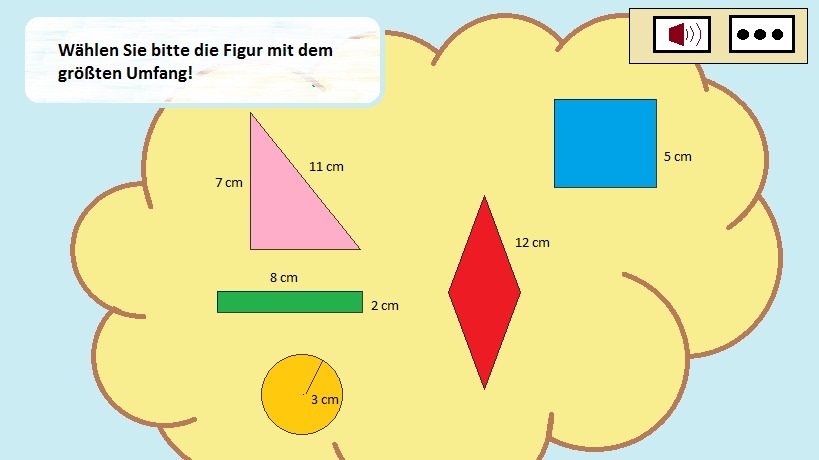 Wählen Sie bitte die Figur mit dem
größten Umfang!
5 cm
11 cm
7 cm
12 cm
8 cm
2 cm
3 cm